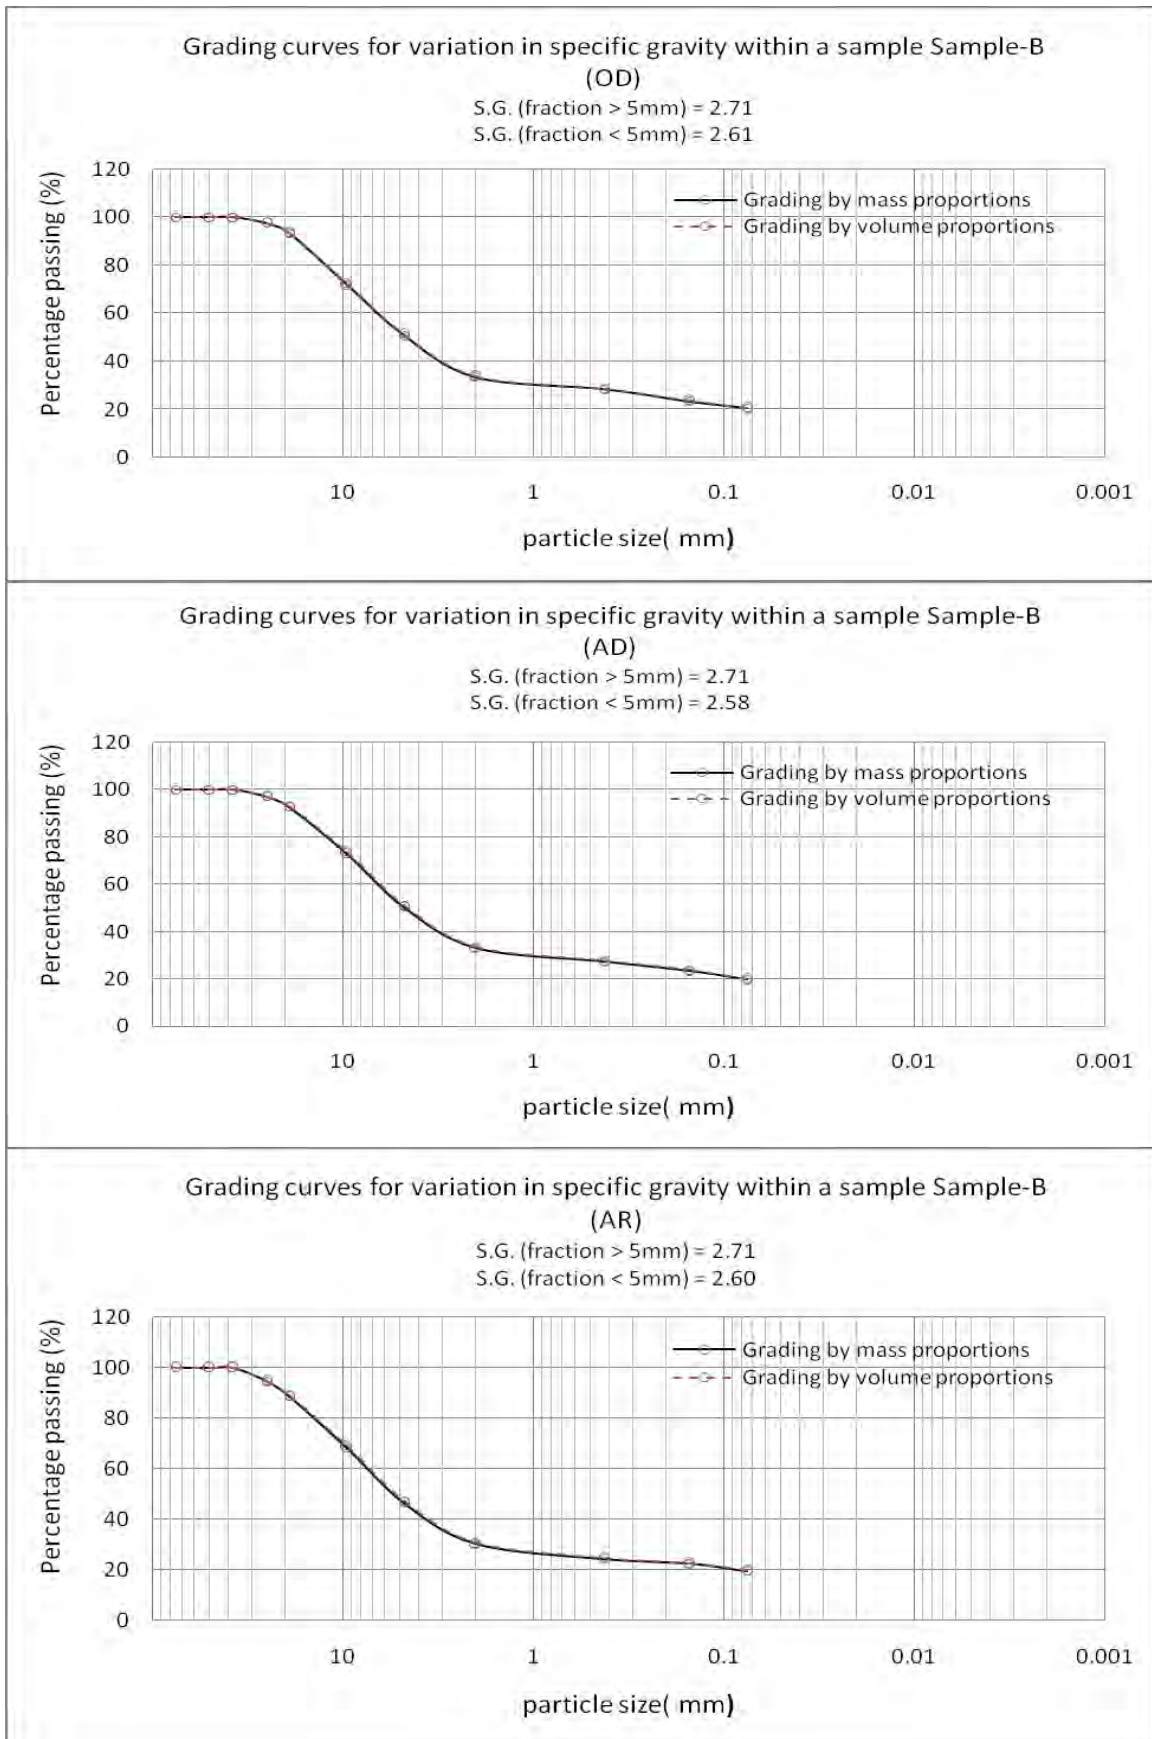 Grading curves for variation in specific gravity within a sample Sample-B
(OD)
S.G. (fraction > 5mm) = 2.71
S.G. (fraction < 5mm) = 2.61
Percentage passing (%)
120
100
80
60
40
20
0
Grading by mass proportions
Grading by volume proportions
10 1 0.1 0.01 0.001
particle size( mm)
Grading curves for variation in specific gravity within a sample Sample-B
(AD)
S.G. (fraction > 5mm) = 2.71
S.G. (fraction < 5mm) = 2.58
Percentage passing (%)
120
100
80
60
40
20
0
Grading by mass proportions
Grading by volume proportions
10 1 0.1 0.01 0.001
particle size( mm)
Grading curves for variation in specific gravity within a sample Sample-B
(AR)
S.G. (fraction > 5mm) = 2.71
S.G. (fraction < 5mm) = 2.60
Percentage passing (%)
120
100
80
60
40
20
0
Grading by mass proportions
Grading by volume proportions
10 1 0.1 0.01 0.001
particle size( mm)